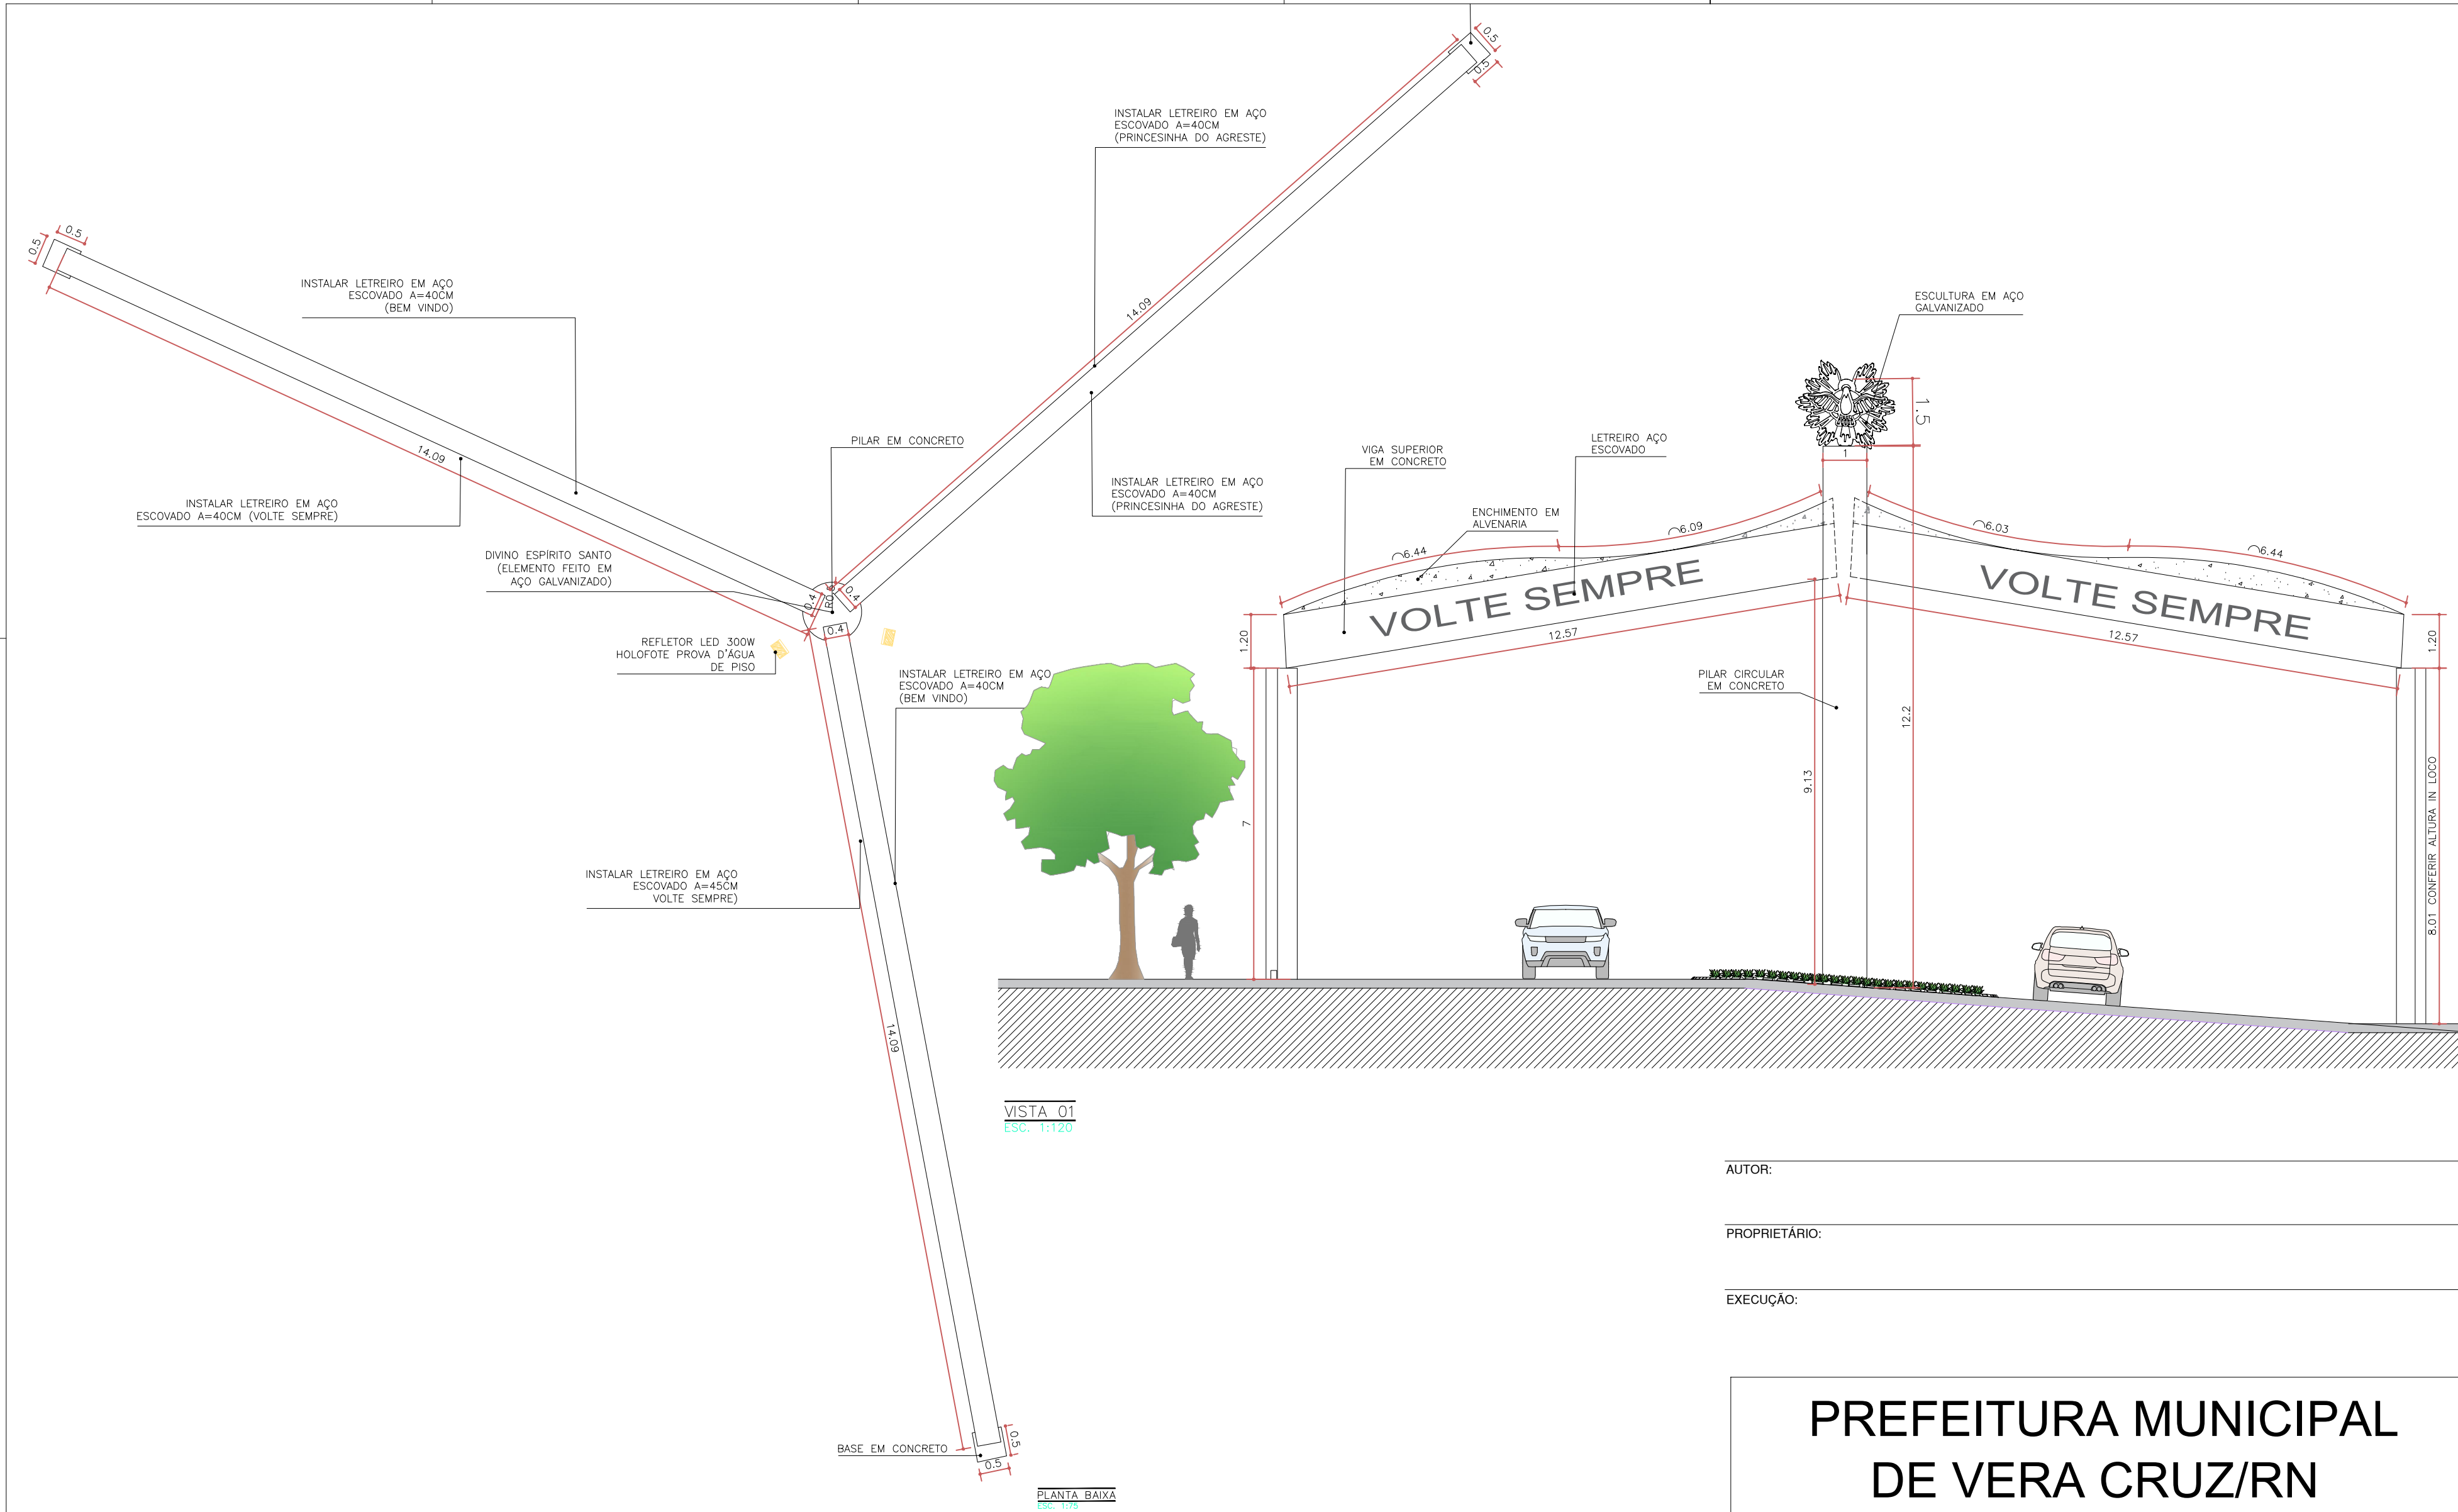 0.5
0.5
INSTALAR LETREIRO EM AÇO
ESCOVADO A=40CM
(PRINCESINHA DO AGRESTE)
0.5
0.5
INSTALAR LETREIRO EM AÇO
ESCOVADO A=40CM
(BEM VINDO)
14.09
14.09
INSTALAR LETREIRO EM AÇO
ESCOVADO A=40CM (VOLTE SEMPRE)
PILAR EM CONCRETO
INSTALAR LETREIRO EM AÇO
ESCOVADO A=40CM
(PRINCESINHA DO AGRESTE)
DIVINO ESPÍRITO SANTO
(ELEMENTO FEITO EM
AÇO GALVANIZADO)
0.4
0.4
0.4
REFLETOR LED 300W
HOLOFOTE PROVA D'ÁGUA
DE PISO
INSTALAR LETREIRO EM AÇO
ESCOVADO A=40CM
(BEM VINDO)
INSTALAR LETREIRO EM AÇO
ESCOVADO A=45CM
VOLTE SEMPRE)
14.09
BASE EM CONCRETO
0.5
0.5
PLANTA BAIXA
ESC. 1:75
ESCULTURA EM AÇO
GALVANIZADO
1.5
1
VIGA SUPERIOR
EM CONCRETO
LETREIRO AÇO
ESCOVADO
ENCHIMENTO EM
ALVENARIA
6.44
6.09
6.03
6.44
VOLTE SEMPRE
VOLTE SEMPRE
1.20
12.57
12.57
1.20
PILAR CIRCULAR
EM CONCRETO
7
9.13
12.2
8.01 CONFERIR ALTURA IN LOCO
VISTA 01
ESC. 1:120
AUTOR:
PROPRIETÁRIO:
EXECUÇÃO:
PREFEITURA MUNICIPAL
DE VERA CRUZ/RN